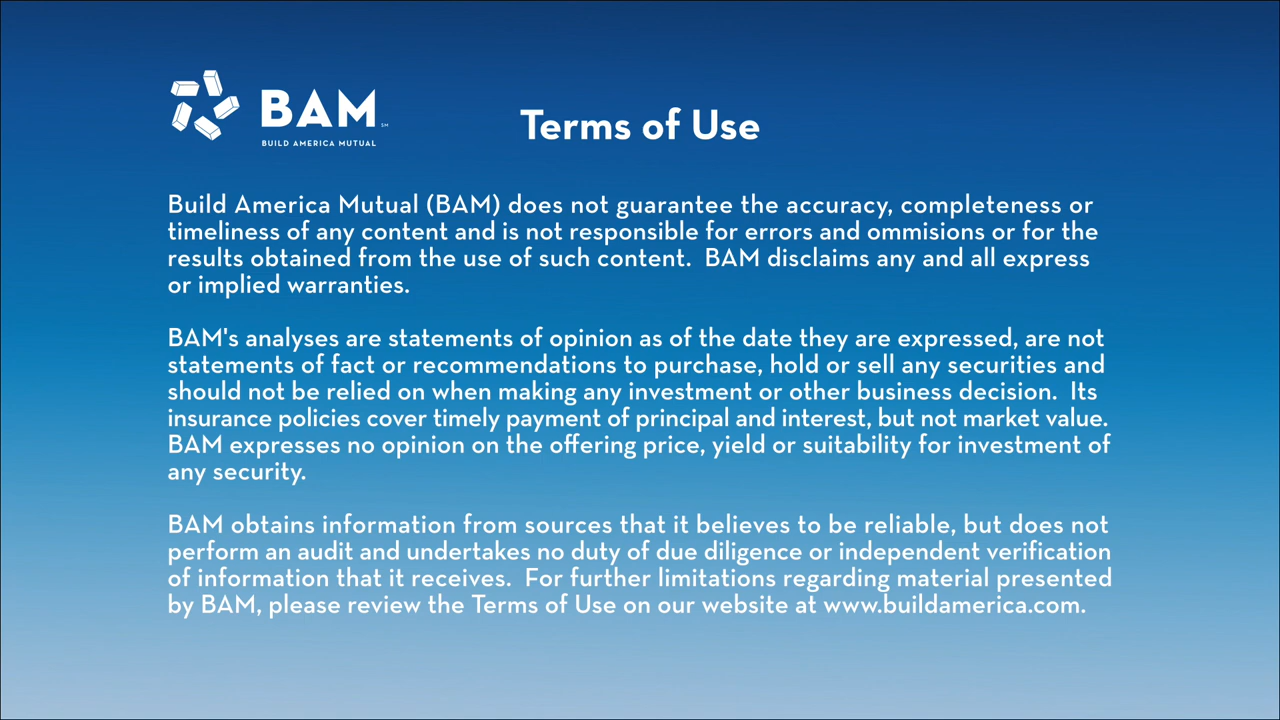 BAM
SM
BUILD AMERICA MUTUAL
Terms of Use
Build America Mutual (BAM) does not guarantee the accuracy, completeness or
timeliness of any content and is not responsible for errors and ommisions or for the
results obtained from the use of such content.  BAM disclaims any and all express
or implied warranties.
BAM's analyses are statements of opinion as of the date they are expressed, are not
statements of fact or recommendations to purchase, hold or sell any securities and
should not be relied on when making any investment or other business decision.  Its
insurance policies cover timely payment of principal and interest, but not market value.
BAM expresses no opinion on the offering price, yield or suitability for investment of
any security.
BAM obtains information from sources that it believes to be reliable, but does not
perform an audit and undertakes no duty of due diligence or independent verification
of information that it receives.  For further limitations regarding material presented
by BAM, please review the Terms of Use on our website at www.buildamerica.com.